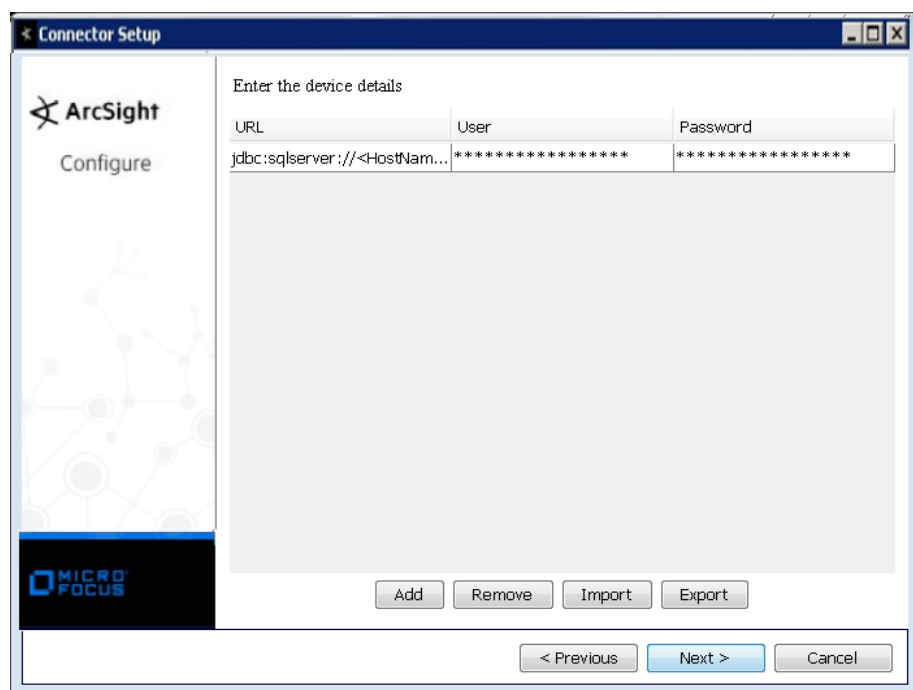 Connector Setup
ArcSight
Configure
Enter the device details
URL User Password
jdbc:sqlserver://<HostNam... ***************** *****************
MICRO
FOCUS
Add Remove Import Export
< Previous Next > Cancel